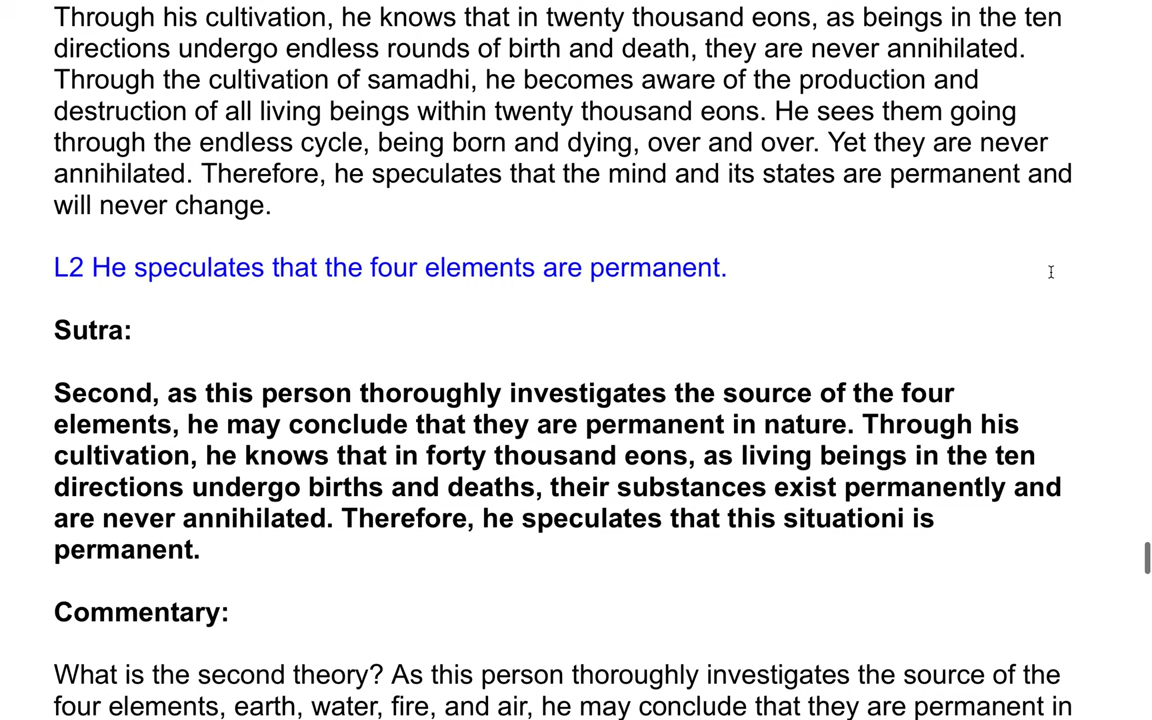 Through his cultivation, he knows that in twenty thousand eons, as beings in the ten
directions undergo endless rounds of birth and death, they are never annihilated.
Through the cultivation of samadhi, he becomes aware of the production and
destruction of all living beings within twenty thousand eons. He sees them going
through the endless cycle, being born and dying, over and over. Yet they are never
annihilated. Therefore, he speculates that the mind and its states are permanent and
will never change.
L2 He speculates that the four elements are permanent.
Sutra:
Second, as this person thoroughly investigates the source of the four
elements, he may conclude that they are permanent in nature. Through his
cultivation, he knows that in forty thousand eons, as living beings in the ten
directions undergo births and deaths, their substances exist permanently and
are never annihilated. Therefore, he speculates that this situationi is
permanent.
Commentary:
What is the second theory? As this person thoroughly investigates the source of the
four elements, earth, water, fire, and air, he may conclude that they are permanent in